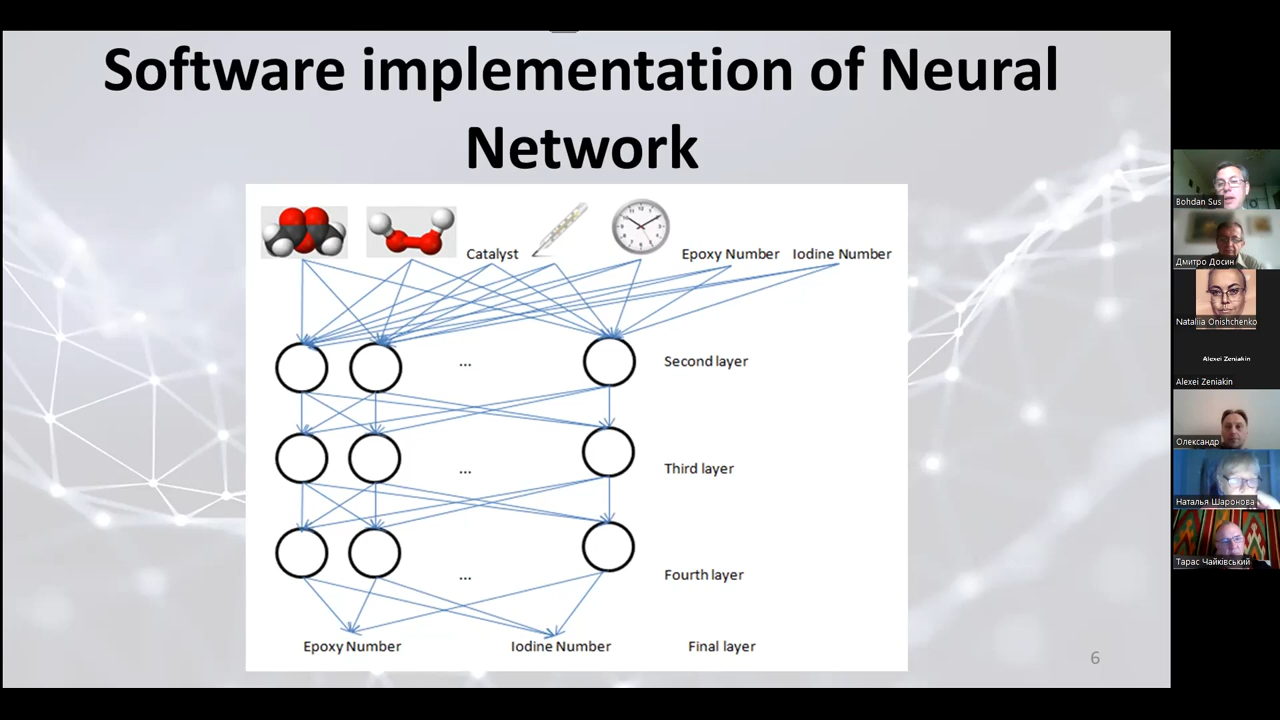 Software implementation of Neural
Network
Catalyst
Epoxy Number
Iodine Number
...
Second layer
...
Third layer
...
Fourth layer
Epoxy Number
Iodine Number
Final layer
6
Bohdan Sus
Дмитро Досин
Nataliia Onishchenko
Alexei Zeniakin
Alexei Zeniakin
Олександр
Наталья Шаронова
Тарас Чайківський